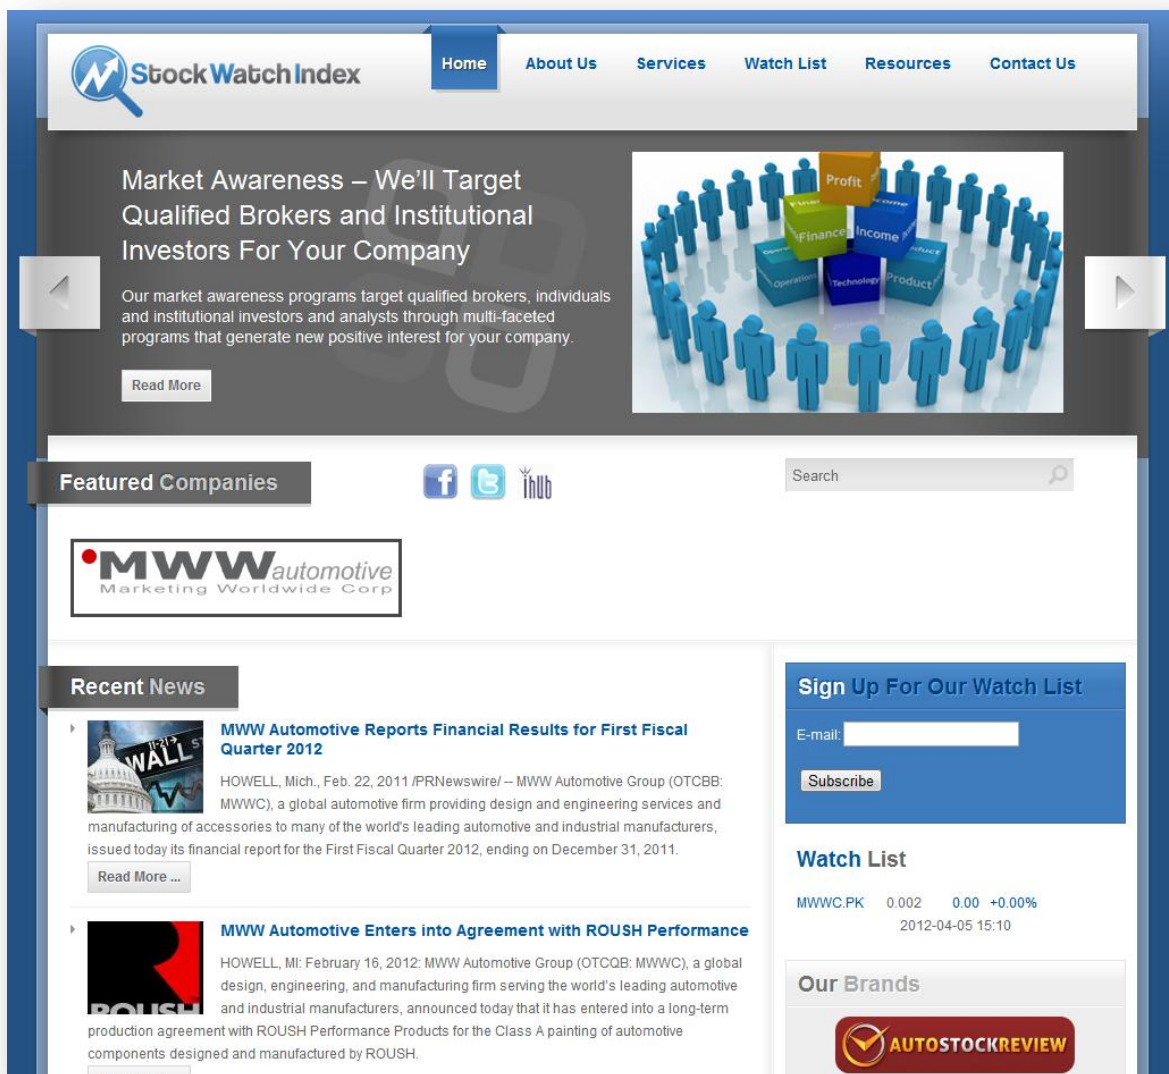 StockWatchIndex
Home About Us Services Watch List Resources Contact Us
Market Awareness – We'll Target
Qualified Brokers and Institutional
Investors For Your Company
Our market awareness programs target qualified brokers, individuals
and institutional investors and analysts through multi-faceted
programs that generate new positive interest for your company.
Read More
Profit
Finance
Income
Operations
Technology
Product
Featured Companies
f
t
ihub
Search
MWW automotive
Marketing Worldwide Corp
Recent News
WALL ST
11-21
MWW Automotive Reports Financial Results for First Fiscal
Quarter 2012
HOWELL, Mich., Feb. 22, 2011 /PRNewswire/ -- MWW Automotive Group (OTCBB:
MWWC), a global automotive firm providing design and engineering services and
manufacturing of accessories to many of the world's leading automotive and industrial manufacturers,
issued today its financial report for the First Fiscal Quarter 2012, ending on December 31, 2011.
Read More ...
ROUSH
MWW Automotive Enters into Agreement with ROUSH Performance
HOWELL, MI: February 16, 2012: MWW Automotive Group (OTCQB: MWWC), a global
design, engineering, and manufacturing firm serving the world's leading automotive
and industrial manufacturers, announced today that it has entered into a long-term
production agreement with ROUSH Performance Products for the Class A painting of automotive
components designed and manufactured by ROUSH.
Sign Up For Our Watch List
E-mail:
Subscribe
Watch List
MWWC.PK 0.002 0.00 +0.00%
2012-04-05 15:10
Our Brands
AUTOSTOCKREVIEW